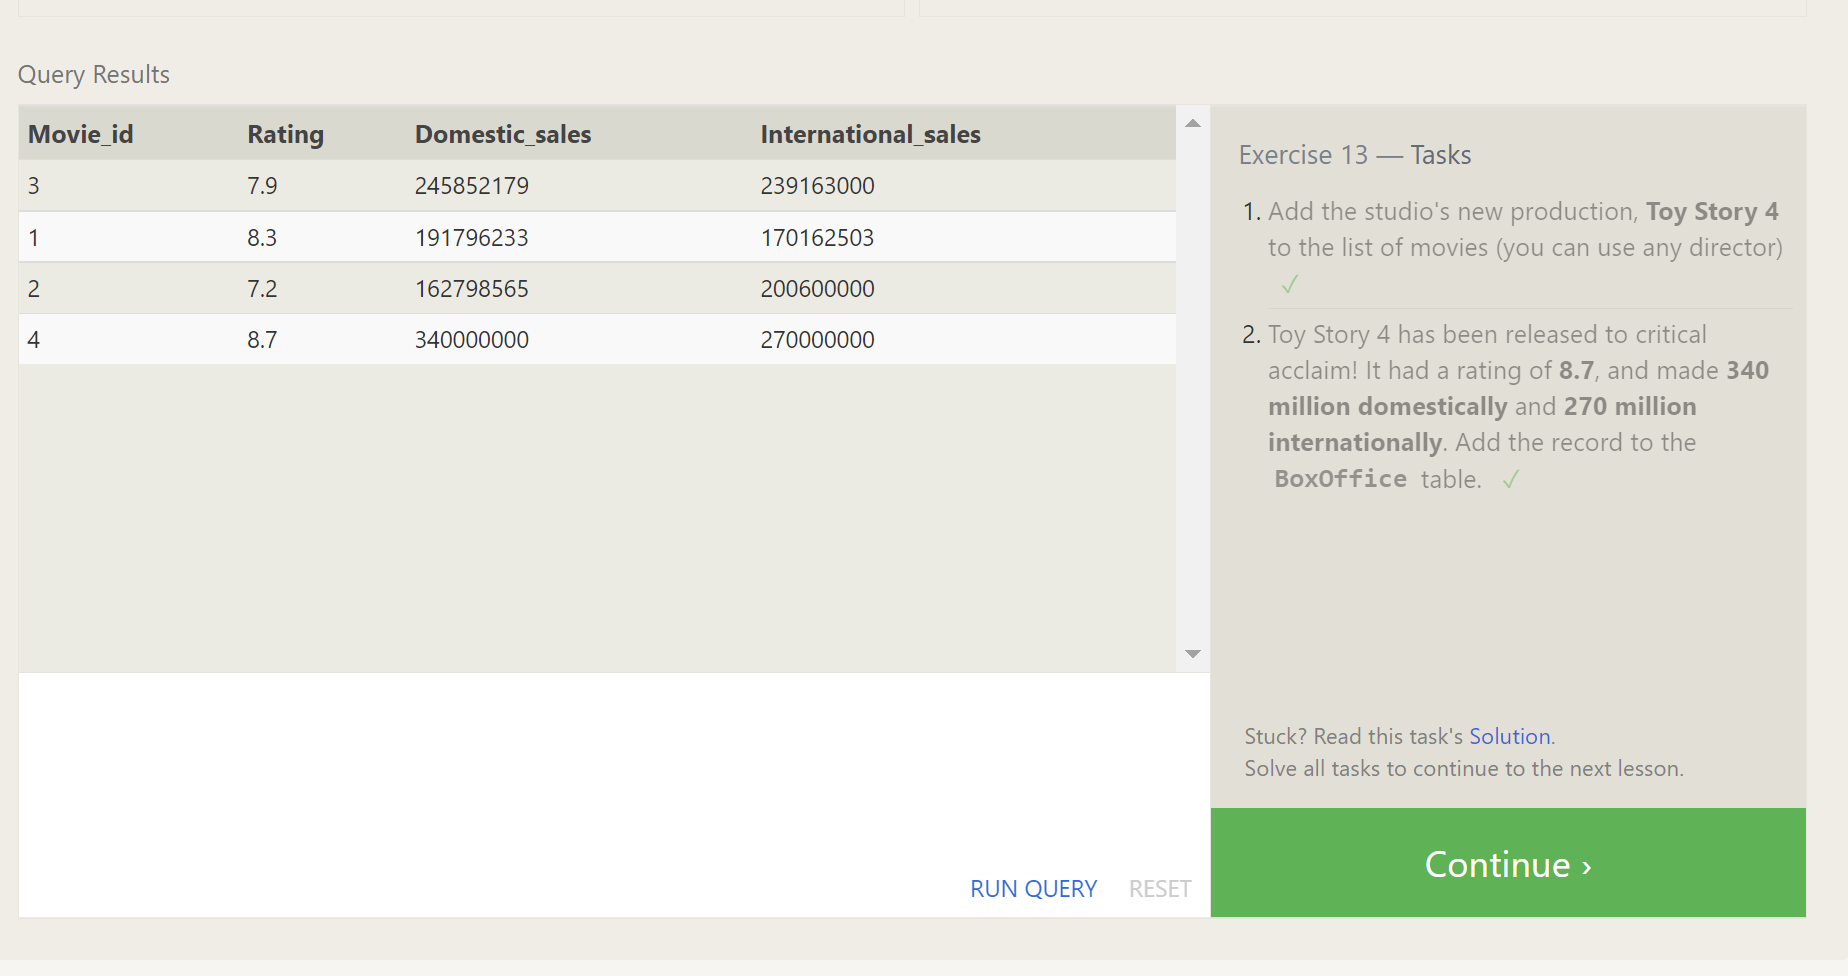 Query Results
Movie_id Rating Domestic_sales International_sales
3 7.9 245852179 239163000
1 8.3 191796233 170162503
2 7.2 162798565 200600000
4 8.7 340000000 270000000
RUN QUERY RESET
Exercise 13 — Tasks
1. Add the studio's new production, Toy Story 4
to the list of movies (you can use any director)
✓
2. Toy Story 4 has been released to critical
acclaim! It had a rating of 8.7, and made 340
million domestically and 270 million
internationally. Add the record to the
BoxOffice table. ✓
Stuck? Read this task's Solution.
Solve all tasks to continue to the next lesson.
Continue ›